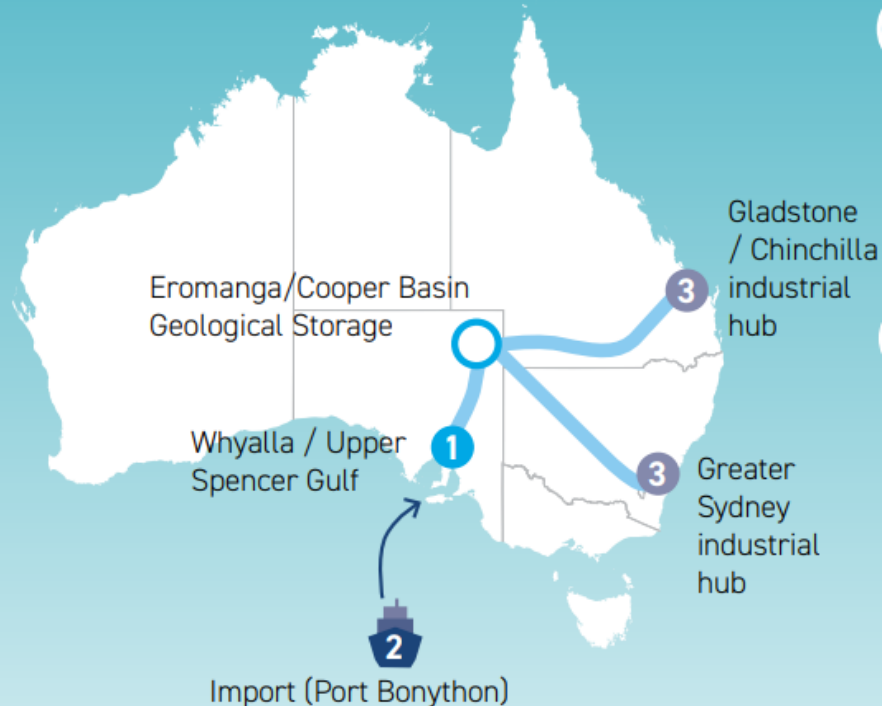 Gladstone
/ Chinchilla
industrial
hub
3
Eromanga/Cooper Basin
Geological Storage
Whyalla / Upper
Spencer Gulf
1
3
Greater
Sydney
industrial
hub
2
Import (Port Bonython)